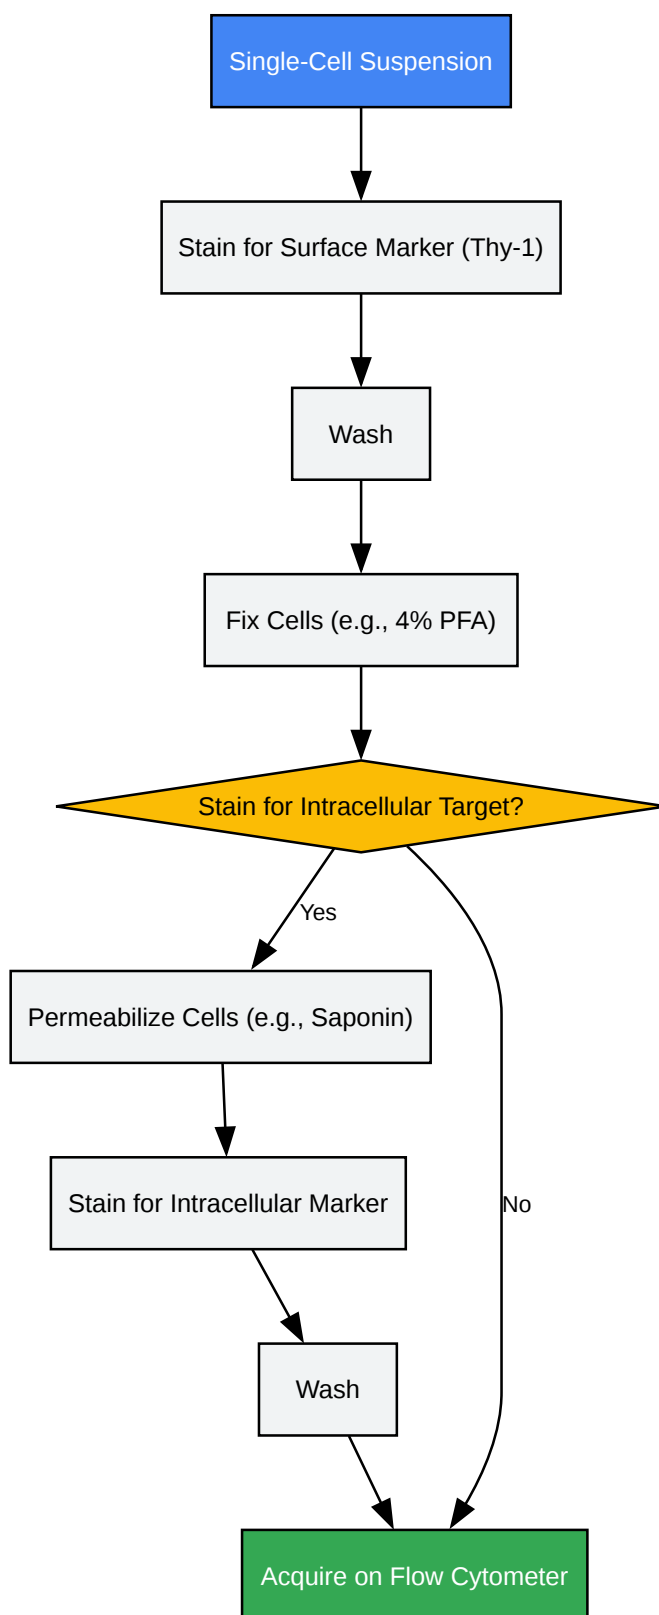 Single-Cell Suspension
Stain for Surface Marker (Thy-1)
Wash
Fix Cells (e.g., 4% PFA)
Stain for Intracellular Target?
Yes
Permeabilize Cells (e.g., Saponin)
Stain for Intracellular Marker
No
Wash
Acquire on Flow Cytometer